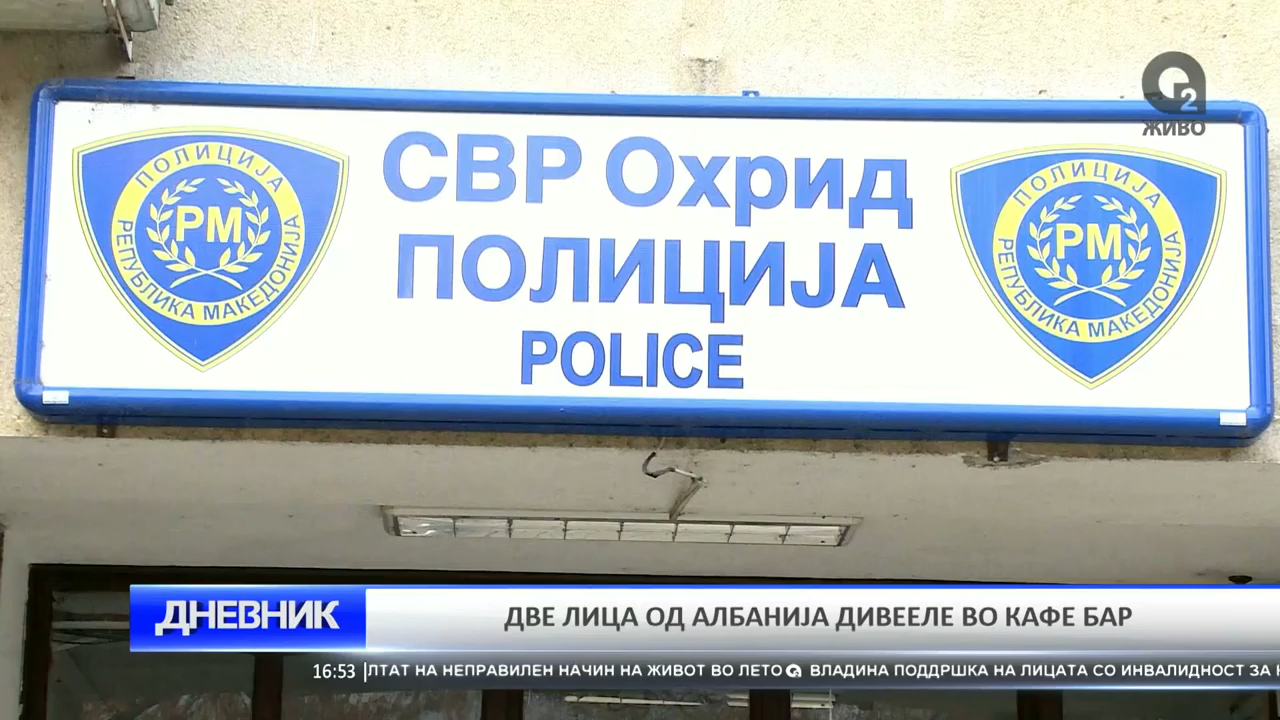 2
ЖИВО
СВР Охрид
ПОЛИЦИЈА
POLICE
ПОЛИЦИЈА
РМ
РЕПУБЛИКА МАКЕДОНИЈА
ПОЛИЦИЈА
РМ
РЕПУБЛИКА МАКЕДОНИЈА
ДНЕВНИК
ДВЕ ЛИЦА ОД АЛБАНИЈА ДИВЕЕЛЕ ВО КАФЕ БАР
16:53 ЛТАТ НА НЕПРАВИЛЕН НАЧИН НА ЖИВОТ ВО ЛЕТО ВЛАДИНА ПОДДРШКА НА ЛИЦАТА СО ИНВАЛИДНОСТ ЗА